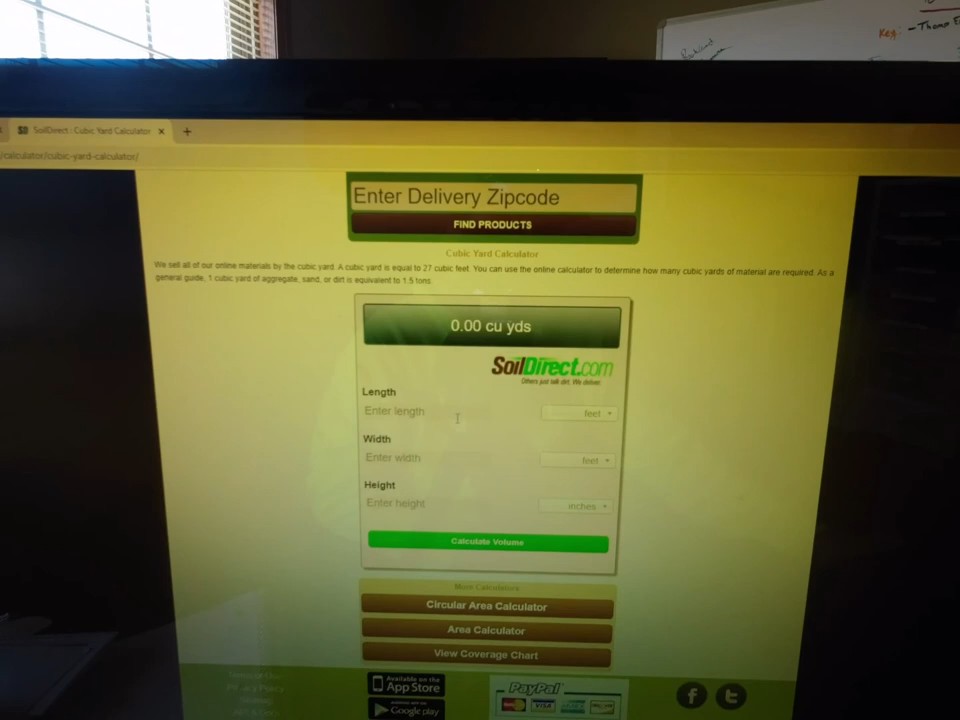 Key: - Thomp
SoilDirect : Cubic Yard Calculator
/calculator/cubic-yard-calculator/
Enter Delivery Zipcode
FIND PRODUCTS
Cubic Yard Calculator
We sell all of our online materials by the cubic yard. A cubic yard is equal to 27 cubic feet. You can use the online calculator to determine how many cubic yards of material are required. As a
general guide, 1 cubic yard of aggregate, sand, or dirt is equivalent to 1.5 tons.
0.00 cu yds
SoilDirect.com
Others just talk dirt. We deliver.
Length
Enter length feet
Width
Enter width feet
Height
Enter height inches
Calculate Volume
More Calculators
Circular Area Calculator
Area Calculator
View Coverage Chart
Terms of Use
Privacy Policy
Available on the
App Store
Google play
PayPal
VISA